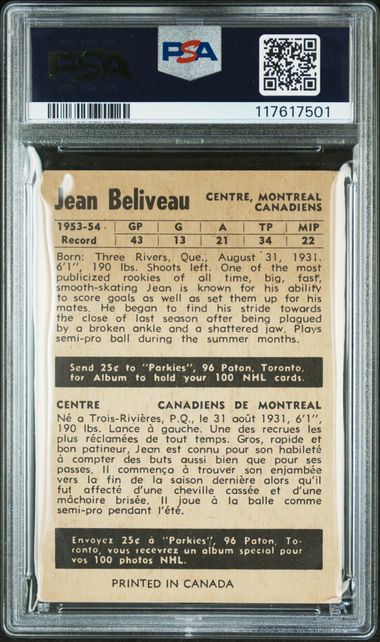 PSA
PSA
117617501
Jean Beliveau CENTRE, MONTREAL
CANADIENS
1953-54 GP G A TP MIP
Record 43 13 21 34 22
Born: Three Rivers, Que., August 31, 1931.
6'1", 190 lbs. Shoots left. One of the most
publicized rookies of all time, big, fast,
smooth-skating Jean is known for his ability
to score goals as well as set them up for his
mates. He began to find his stride towards
the close of last season after being plagued
by a broken ankle and a shattered jaw. Plays
semi-pro ball during the summer months.
Send 25¢ to "Parkies", 96 Paton, Toronto,
for Album to hold your 100 NHL cards.
CENTRE CANADIENS DE MONTREAL
Né a Trois-Rivières, P.Q., le 31 août 1931, 6'1",
190 lbs. Lance à gauche. Une des recrues les
plus réclamées de tout temps. Gros, rapide et
bon patineur, Jean est connu pour son habileté
à compter des buts aussi bien que pour ses
passes. Il commença à trouver son enjambée
vers la fin de la saison dernière alors qu'il
fut affecté d'une cheville cassée et d'une
mâchoire brisée. Il joue à la balle comme
semi-pro pendant l'été.
Envoyez 25¢ à "Parkies", 96 Paton, To-
ronto, vous recevrez un album special pour
vos 100 photos NHL.
PRINTED IN CANADA